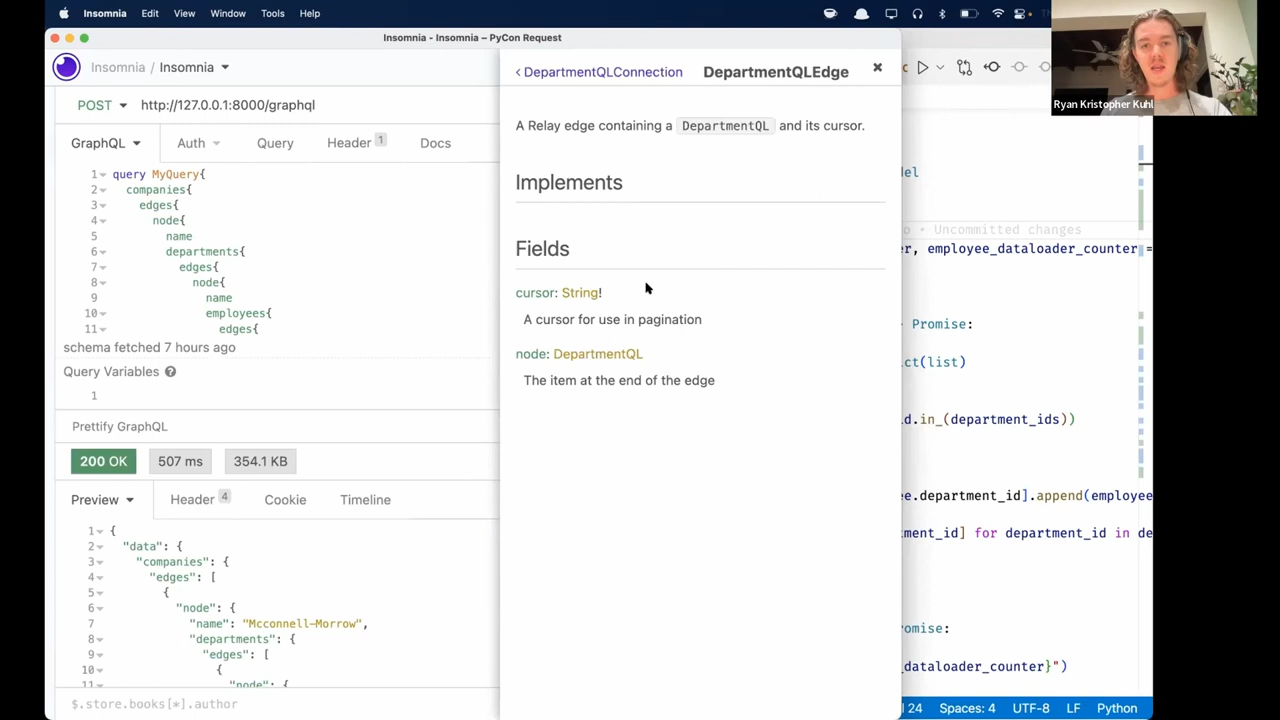 Insomnia Application Edit View Window Tools Help
Insomnia - Insomnia – PyCon Request
Insomnia / Insomnia
POST http://127.0.0.1:8000/graphql
GraphQL Auth Query Header 1 Docs
1 query MyQuery{
2 companies{
3 edges{
4 node{
5 name
6 departments{
7 edges{
8 node{
9 name
10 employees{
11 edges{
schema fetched 7 hours ago
Query Variables
1
Prettify GraphQL
200 OK 507 ms 354.1 KB
Preview Header 4 Cookie Timeline
1 {
2 "data": {
3 "companies": {
4 "edges": [
5 {
6 "node": {
7 "name": "Mcconnell-Morrow",
8 "departments": {
9 "edges": [
10 {
11 "node": {
$.store.books[*].author
< DepartmentQLConnection DepartmentQLEdge
A Relay edge containing a DepartmentQL and its cursor.
Implements
Fields
cursor: String!
A cursor for use in pagination
node: DepartmentQL
The item at the end of the edge
Ryan Kristopher Kuhl
del
• Uncommitted changes
r, employee_dataloader_counter =
Promise:
ct(list)
d.in_(department_ids))
e.department_id].append(employee
ment_id] for department_id in de
omise:
_dataloader_counter}")
24 Spaces: 4 UTF-8 LF Python